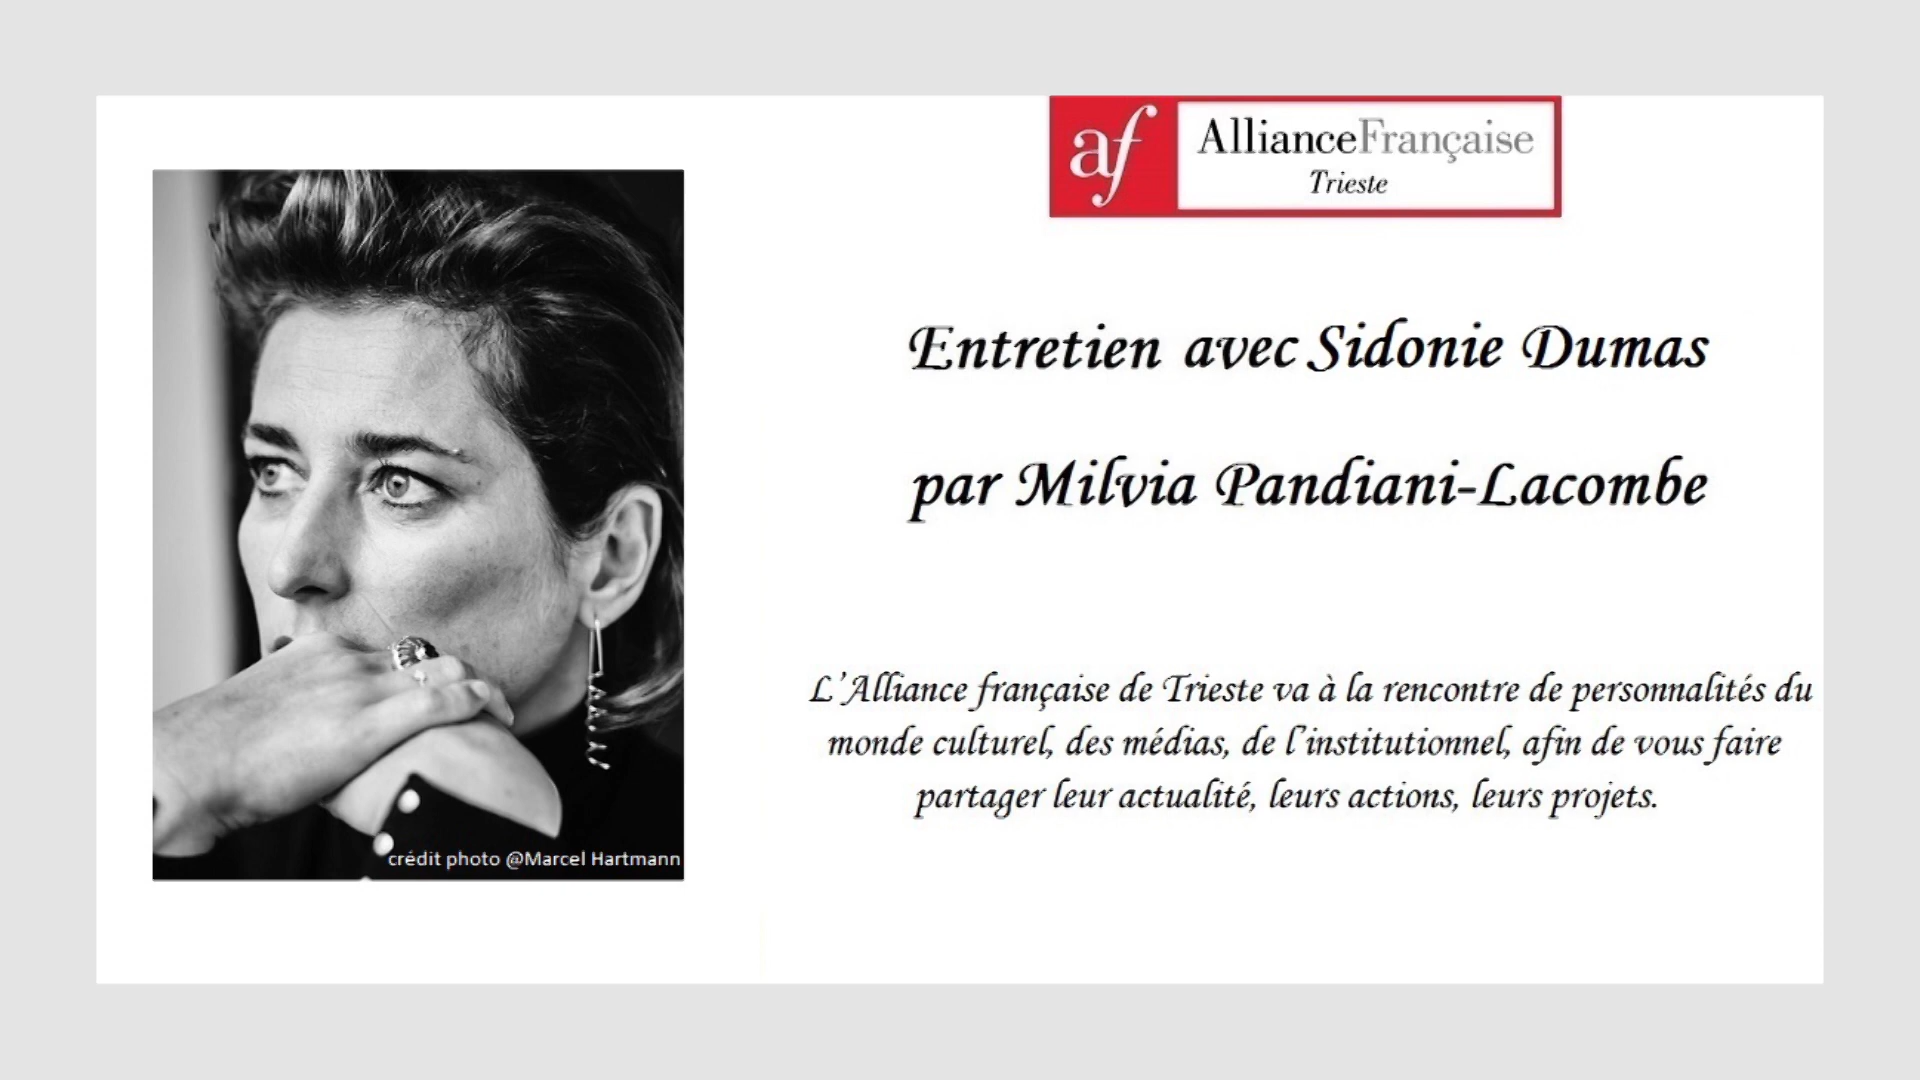 af
AllianceFrançaise
Trieste
Entretien avec Sidonie Dumas
par Milvia Pandiani-Lacombe
L'Alliance française de Trieste va à la rencontre de personnalités du
monde culturel, des médias, de l'institutionnel, afin de vous faire
partager leur actualité, leurs actions, leurs projets.
crédit photo @Marcel Hartmann